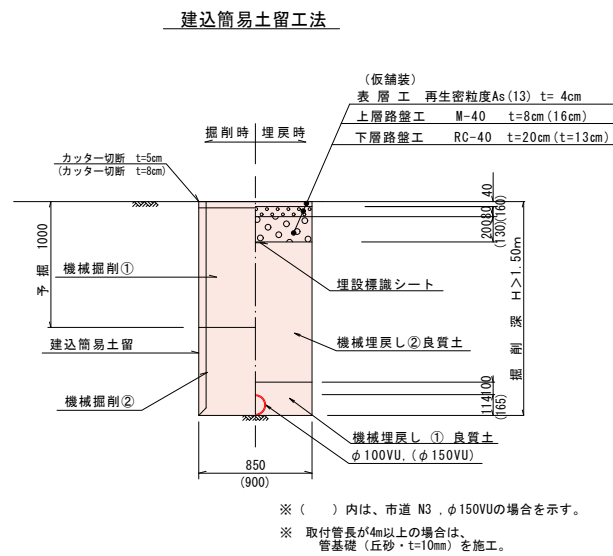 建込簡易土留工法
(仮舗装)
表 層 工 再生密粒度As(13) t= 4cm
上層路盤工 M-40 t=8cm(16cm)
下層路盤工 RC-40 t=20cm(t=13cm)
掘削時 埋戻時
カッター切断 t=5cm
(カッター切断 t=8cm)
40
80
(160)
200
(130)
予 掘 1000
機械掘削①
埋設標識シート
掘 削 深 H>1.50m
建込簡易土留
機械埋戻し②良質土
機械掘削②
100
114
(165)
機械埋戻し ① 良質土
φ100VU,(φ150VU)
850
(900)
※ ( )内は、市道 N3 ,φ150VUの場合を示す。
※ 取付管長が4m以上の場合は、
管基礎(丘砂・t=10mm)を施工。